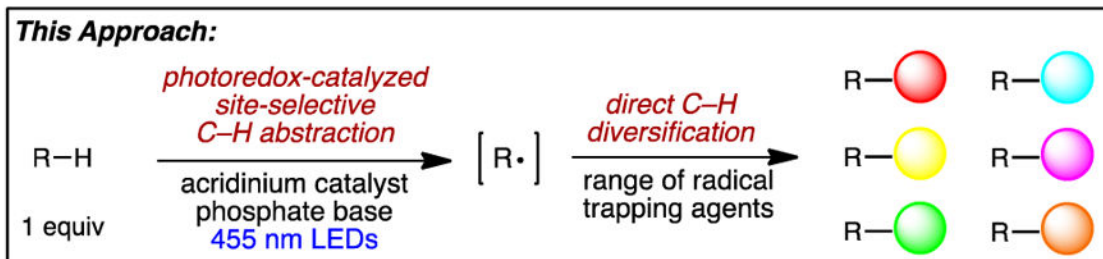 This Approach:
photoredox-catalyzed
site-selective
C–H abstraction
R–H
1 equiv
acridinium catalyst
phosphate base
455 nm LEDs
[R•]
direct C–H
diversification
range of radical
trapping agents
R–
R–
R–
R–
R–
R–